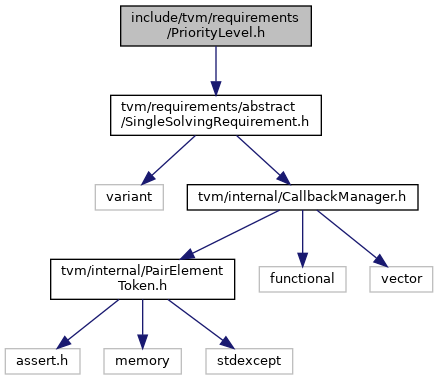 include/tvm/requirements
/PriorityLevel.h
tvm/requirements/abstract
/SingleSolvingRequirement.h
variant
tvm/internal/CallbackManager.h
tvm/internal/PairElement
Token.h
functional
vector
assert.h
memory
stdexcept